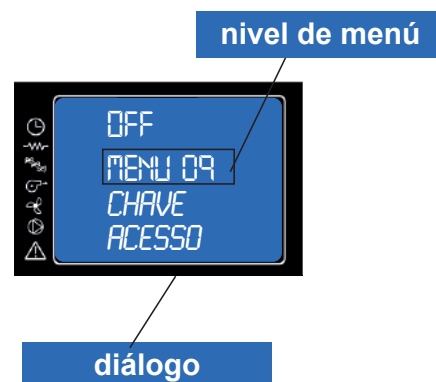 nivel de menú
OFF
MENU 09
CHAVE
ACESSO
diálogo